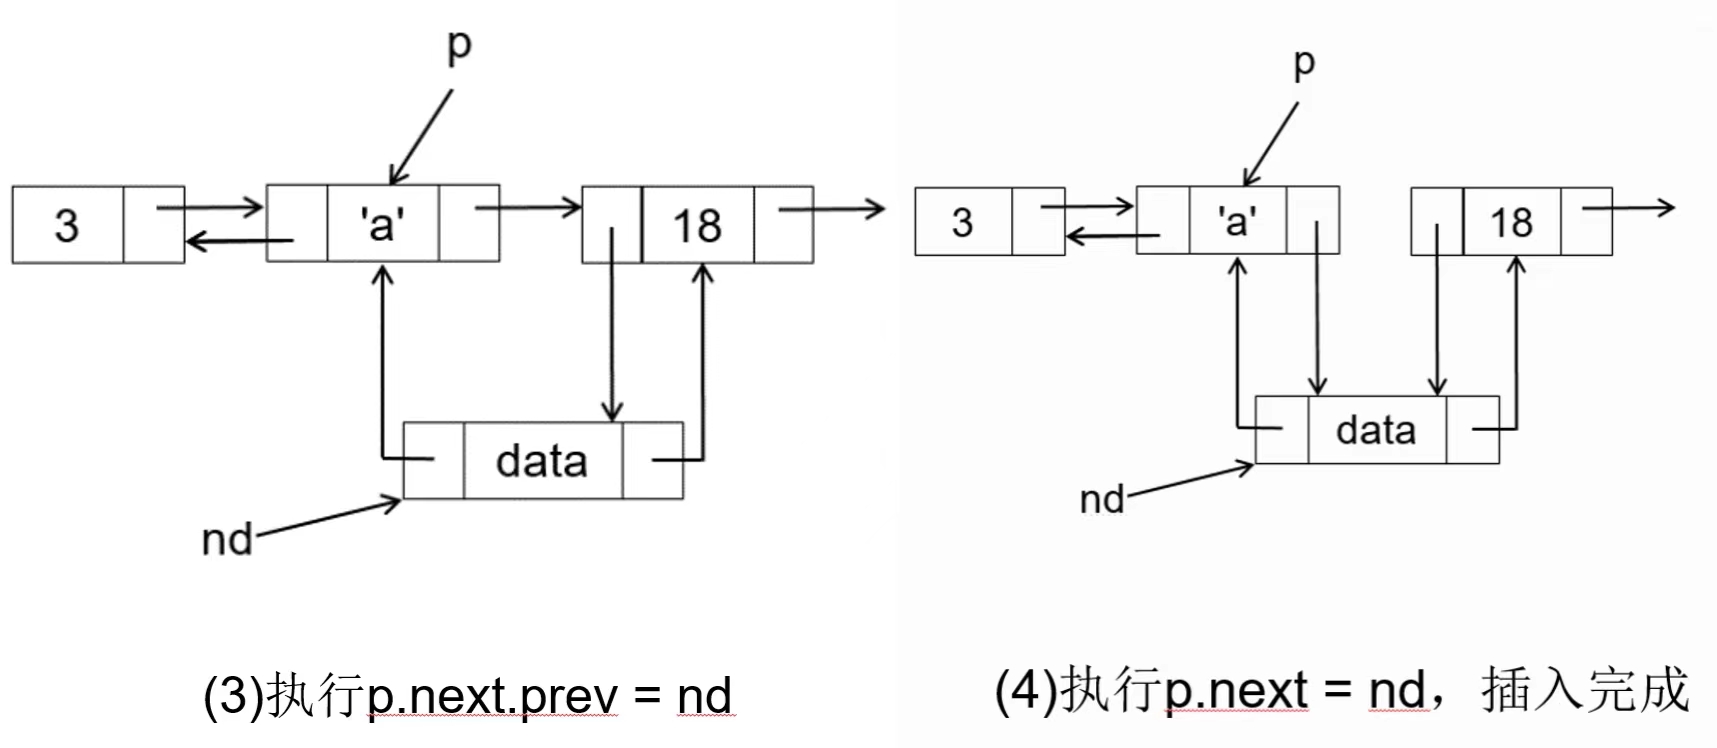 p
3
'a'
18
data
nd
(3)执行p.next.prev = nd
p
3
'a'
18
data
nd
(4)执行p.next = nd，插入完成